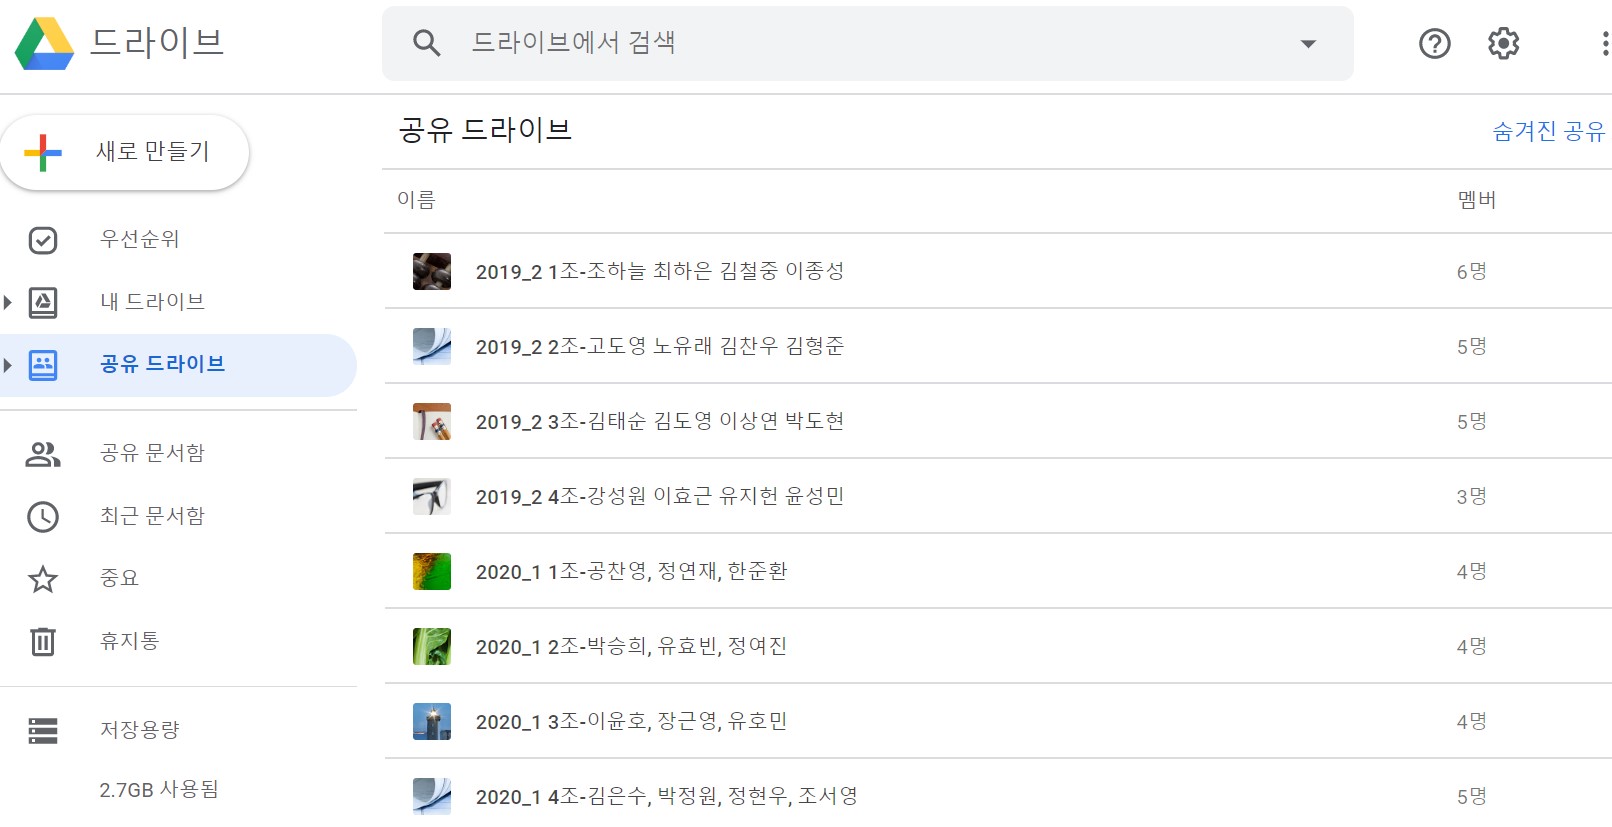 드라이브
드라이브에서 검색
새로 만들기
우선순위
내 드라이브
공유 드라이브
공유 문서함
최근 문서함
중요
휴지통
저장용량
2.7GB 사용됨
공유 드라이브
숨겨진 공유
이름 멤버
2019_2 1조-조하늘 최하은 김철중 이종성 6명
2019_2 2조-고도영 노유래 김찬우 김형준 5명
2019_2 3조-김태순 김도영 이상연 박도현 5명
2019_2 4조-강성원 이효근 유지헌 윤성민 3명
2020_1 1조-공찬영, 정연재, 한준환 4명
2020_1 2조-박승희, 유효빈, 정여진 4명
2020_1 3조-이윤호, 장근영, 유호민 4명
2020_1 4조-김은수, 박정원, 정현우, 조서영 5명